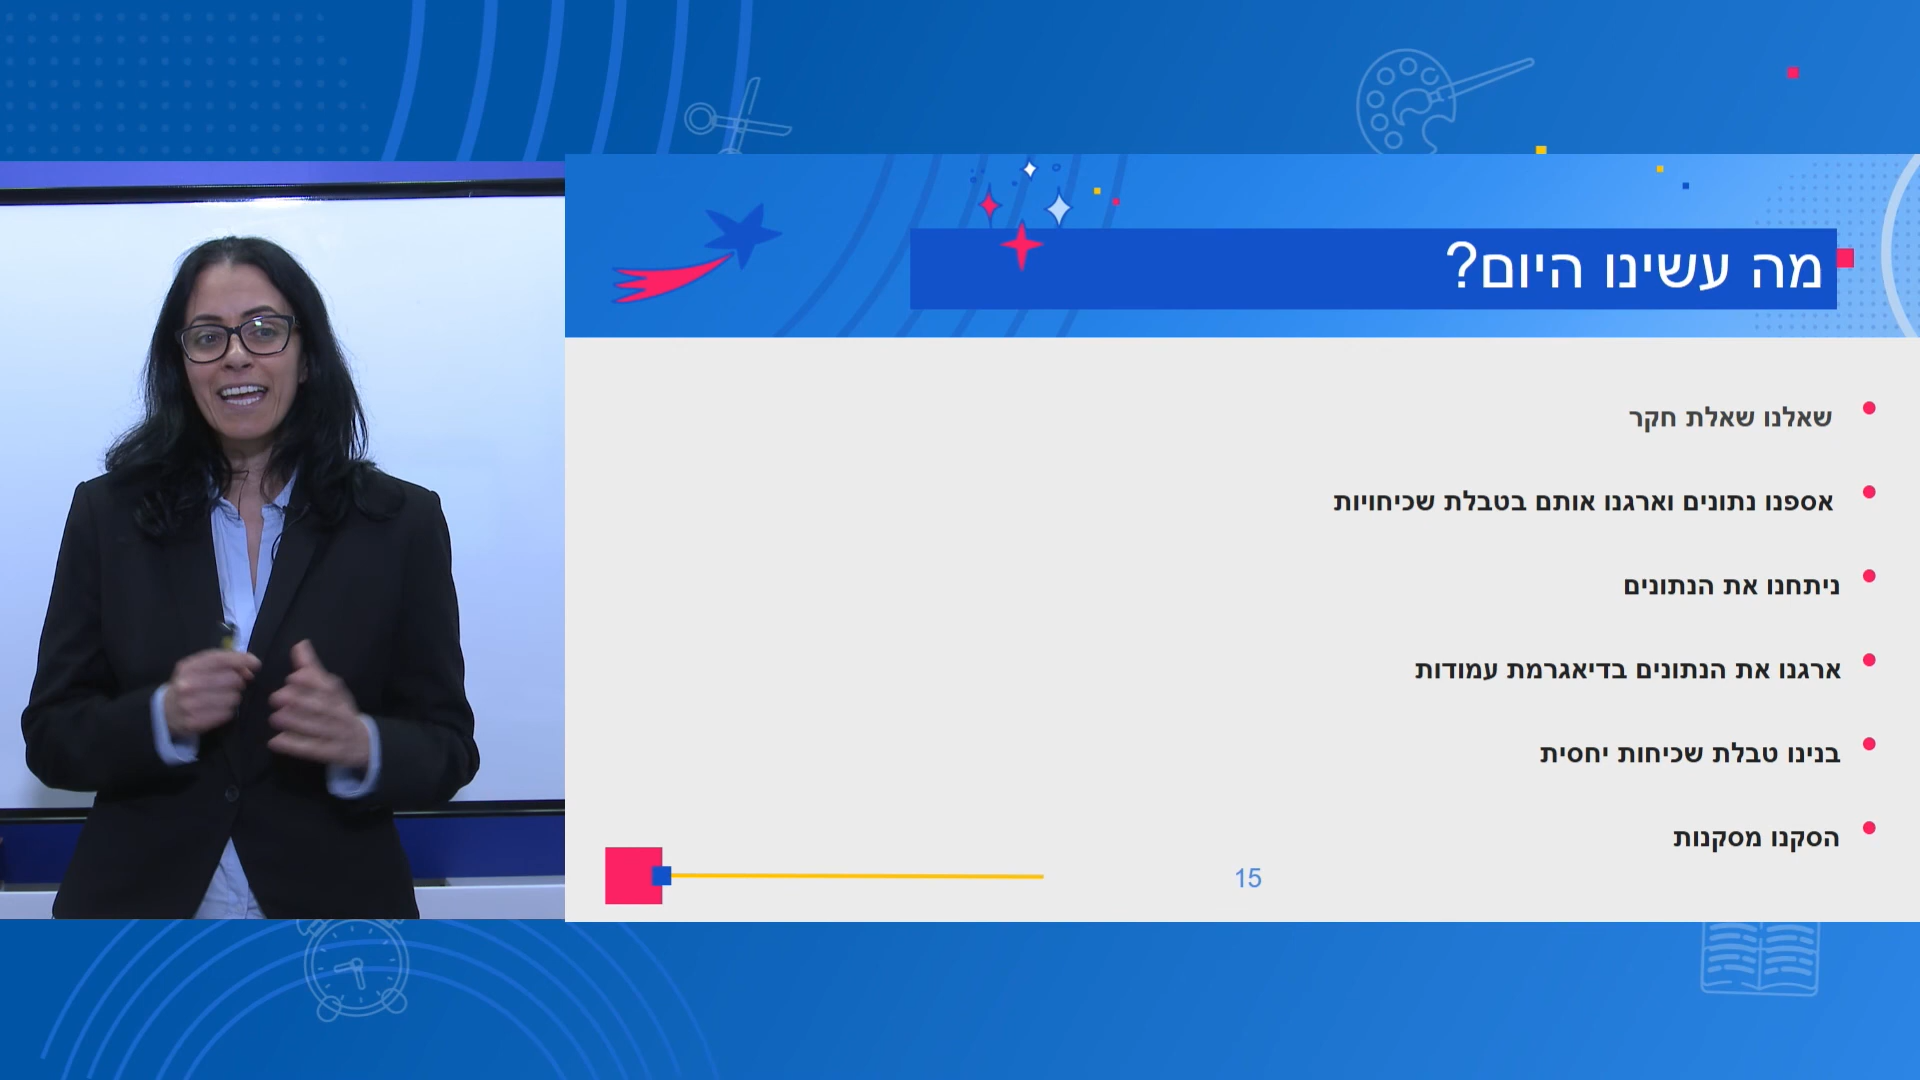 מה עשינו היום?
שאלנו שאלת חקר
אספנו נתונים וארגנו אותם בטבלת שכיחויות
ניתחנו את הנתונים
ארגנו את הנתונים בדיאגרמת עמודות
בנינו טבלת שכיחות יחסית
הסקנו מסקנות
15